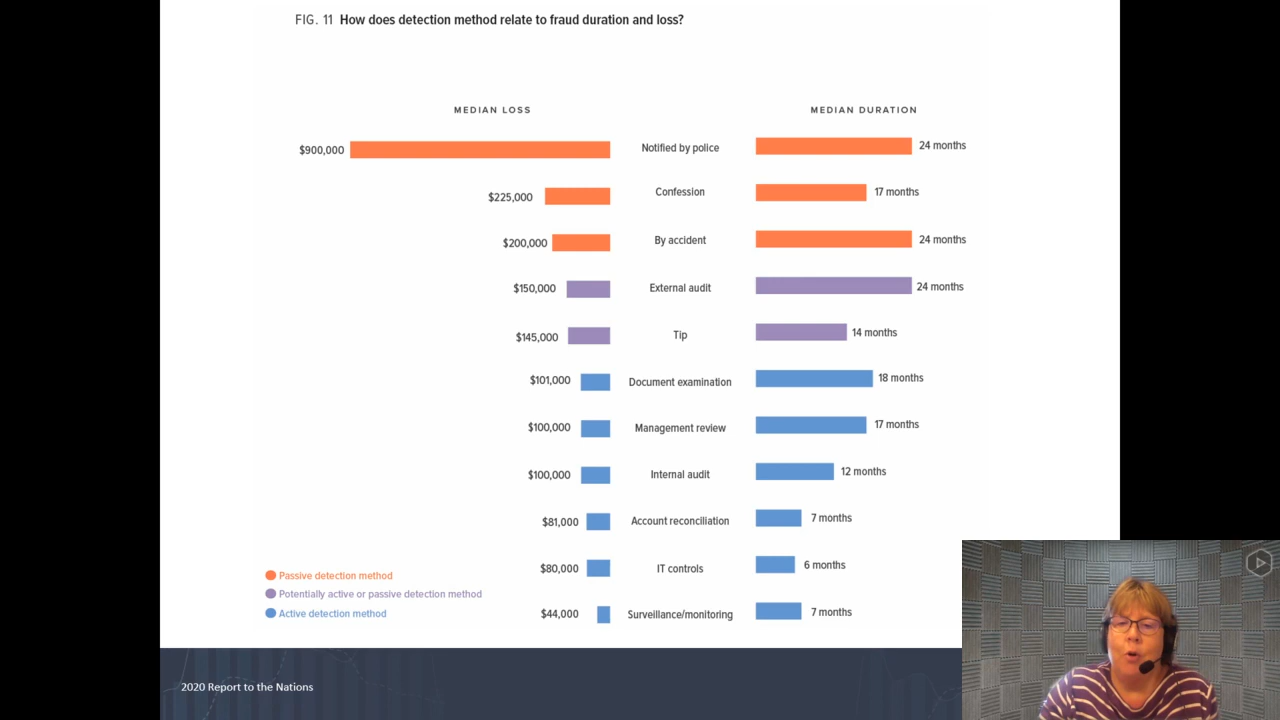 FIG. 11 How does detection method relate to fraud duration and loss?
MEDIAN LOSS
MEDIAN DURATION
$900,000 Notified by police 24 months
$225,000 Confession 17 months
$200,000 By accident 24 months
$150,000 External audit 24 months
$145,000 Tip 14 months
$101,000 Document examination 18 months
$100,000 Management review 17 months
$100,000 Internal audit 12 months
$81,000 Account reconciliation 7 months
$80,000 IT controls 6 months
$44,000 Surveillance/monitoring 7 months
Passive detection method
Potentially active or passive detection method
Active detection method
2020 Report to the Nations